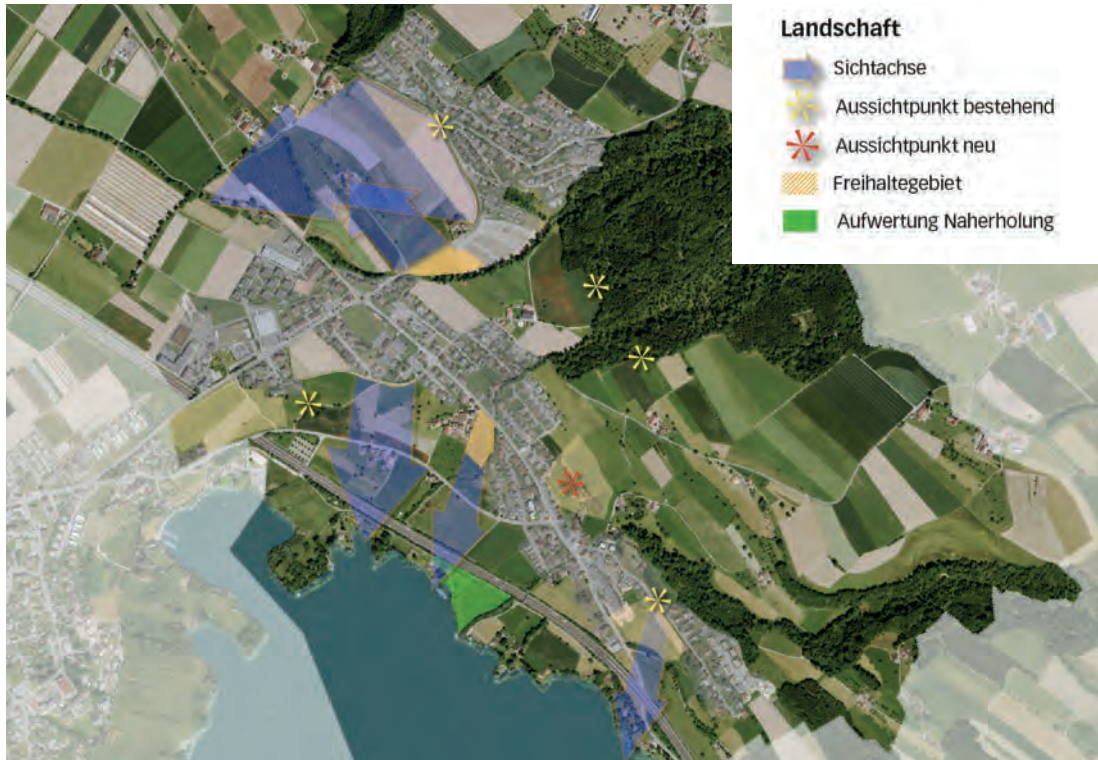 Landschaft
Sichtachse
Aussichtpunkt bestehend
Aussichtpunkt neu
Freihaltegebiet
Aufwertung Naherholung